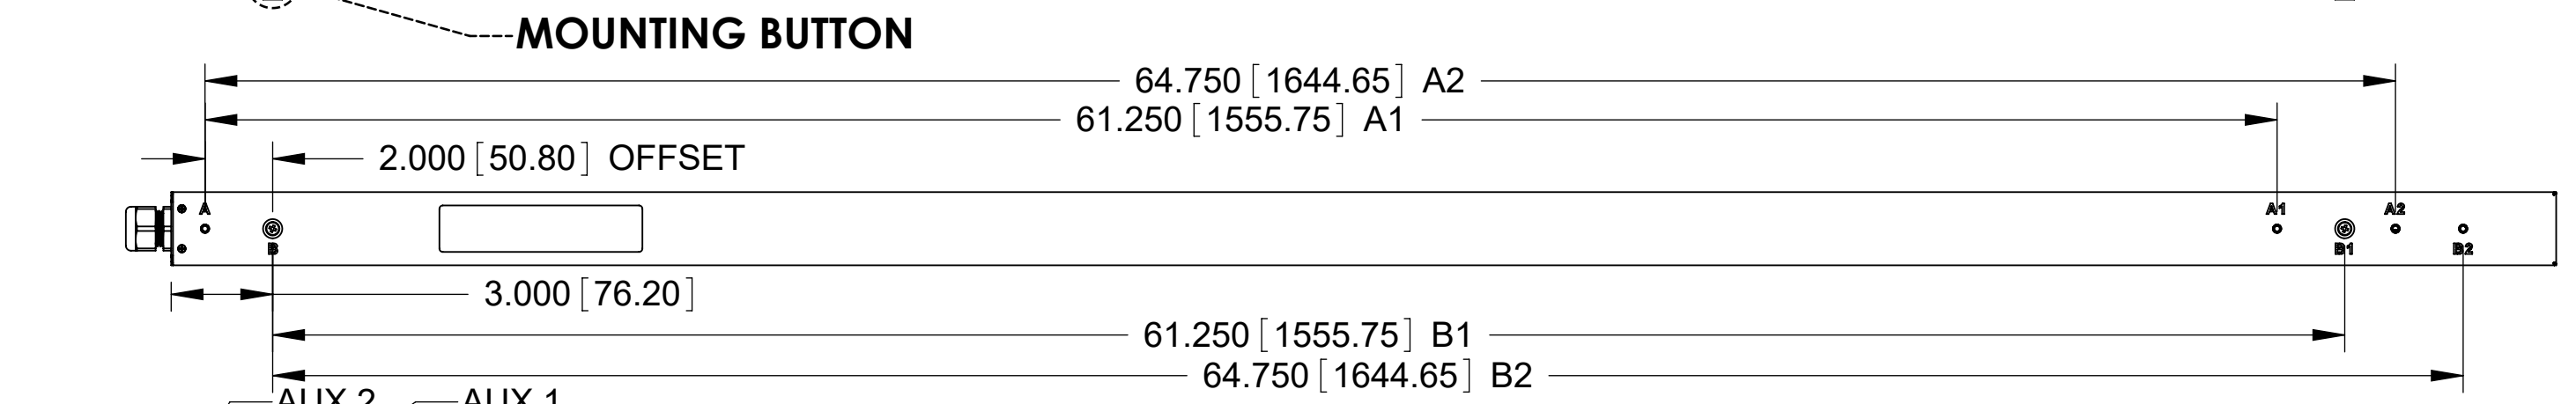 MOUNTING BUTTON
64.750 [1644.65] A2
61.250 [1555.75] A1
2.000 [50.80] OFFSET
A
A1
A2
B
B1
B2
3.000 [76.20]
61.250 [1555.75] B1
64.750 [1644.65] B2
AUX 2
AUX 1